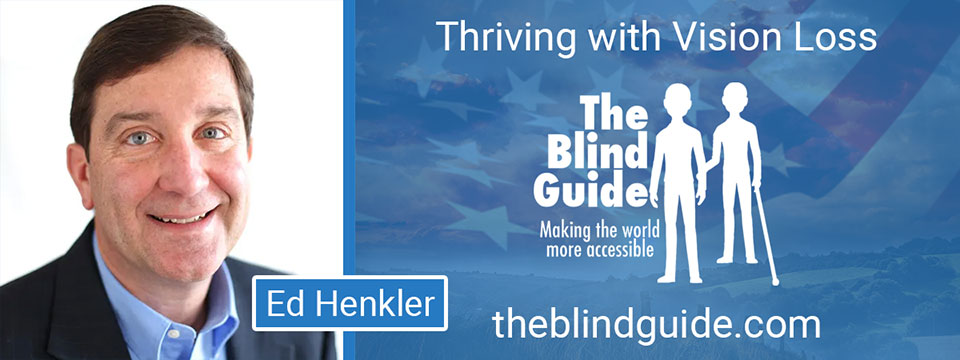 Thriving with Vision Loss
The
Blind
Guide
Making the world
more accessible
Ed Henkler
theblindguide.com